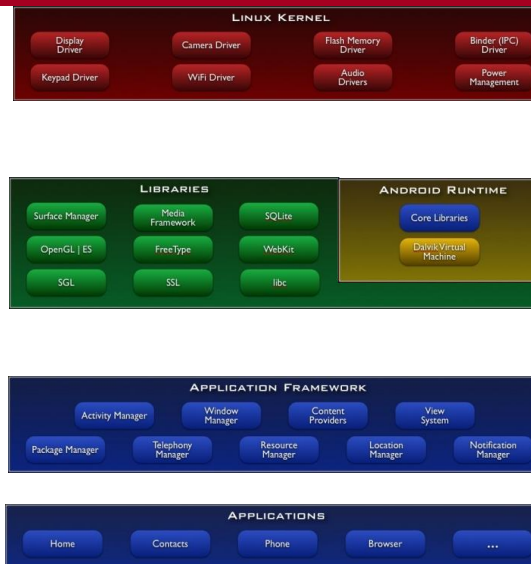 LINUX KERNEL
Display
Driver
Camera Driver
Flash Memory
Driver
Binder (IPC)
Driver
Keypad Driver
WiFi Driver
Audio
Drivers
Power
Management
LIBRARIES
Surface Manager
Media
Framework
SQLite
OpenGL | ES
FreeType
WebKit
SGL
SSL
libc
ANDROID RUNTIME
Core Libraries
Dalvik Virtual
Machine
APPLICATION FRAMEWORK
Activity Manager
Window
Manager
Content
Providers
View
System
Package Manager
Telephony
Manager
Resource
Manager
Location
Manager
Notification
Manager
APPLICATIONS
Home
Contacts
Phone
Browser
...